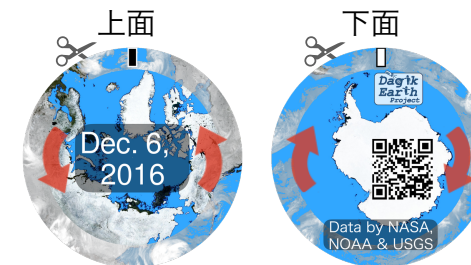 上面
下面
Dec. 6,
2016
Dagik
Earth
Project
Data by NASA,
NOAA & USGS